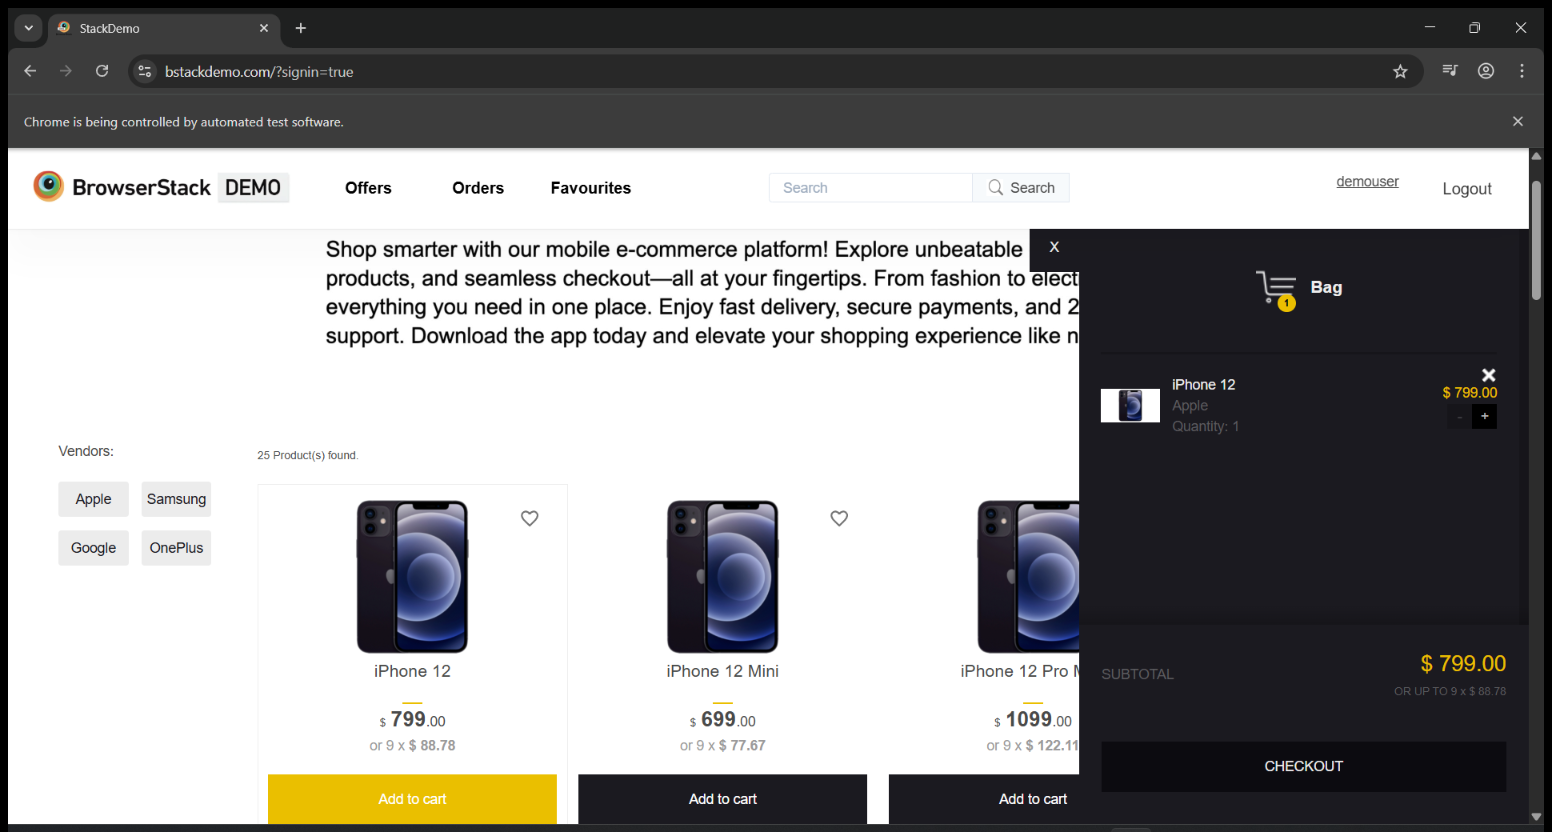 StackDemo
bstackdemo.com/?signin=true
Chrome is being controlled by automated test software.
BrowserStack DEMO
Offers
Orders
Favourites
Search
Search
demouser
Logout
Shop smarter with our mobile e-commerce platform! Explore unbeatable
products, and seamless checkout—all at your fingertips. From fashion to elect
everything you need in one place. Enjoy fast delivery, secure payments, and 2
support. Download the app today and elevate your shopping experience like n
X
1
Bag
iPhone 12
Apple
Quantity: 1
$ 799.00
-
+
Vendors:
Apple
Samsung
Google
OnePlus
25 Product(s) found.
iPhone 12
$ 799.00
or 9 x $ 88.78
Add to cart
iPhone 12 Mini
$ 699.00
or 9 x $ 77.67
Add to cart
iPhone 12 Pro M
$ 1099.00
or 9 x $ 122.11
Add to cart
SUBTOTAL
$ 799.00
OR UP TO 9 x $ 88.78
CHECKOUT